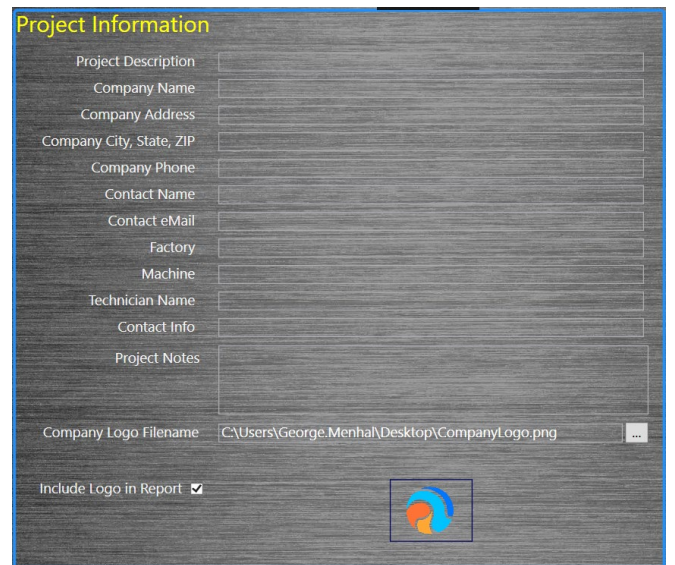 Project Information
Project Description
Company Name
Company Address
Company City, State, ZIP
Company Phone
Contact Name
Contact eMail
Factory
Machine
Technician Name
Contact Info
Project Notes
Company Logo Filename C:\Users\George.Menhal\Desktop\CompanyLogo.png ...
Include Logo in Report